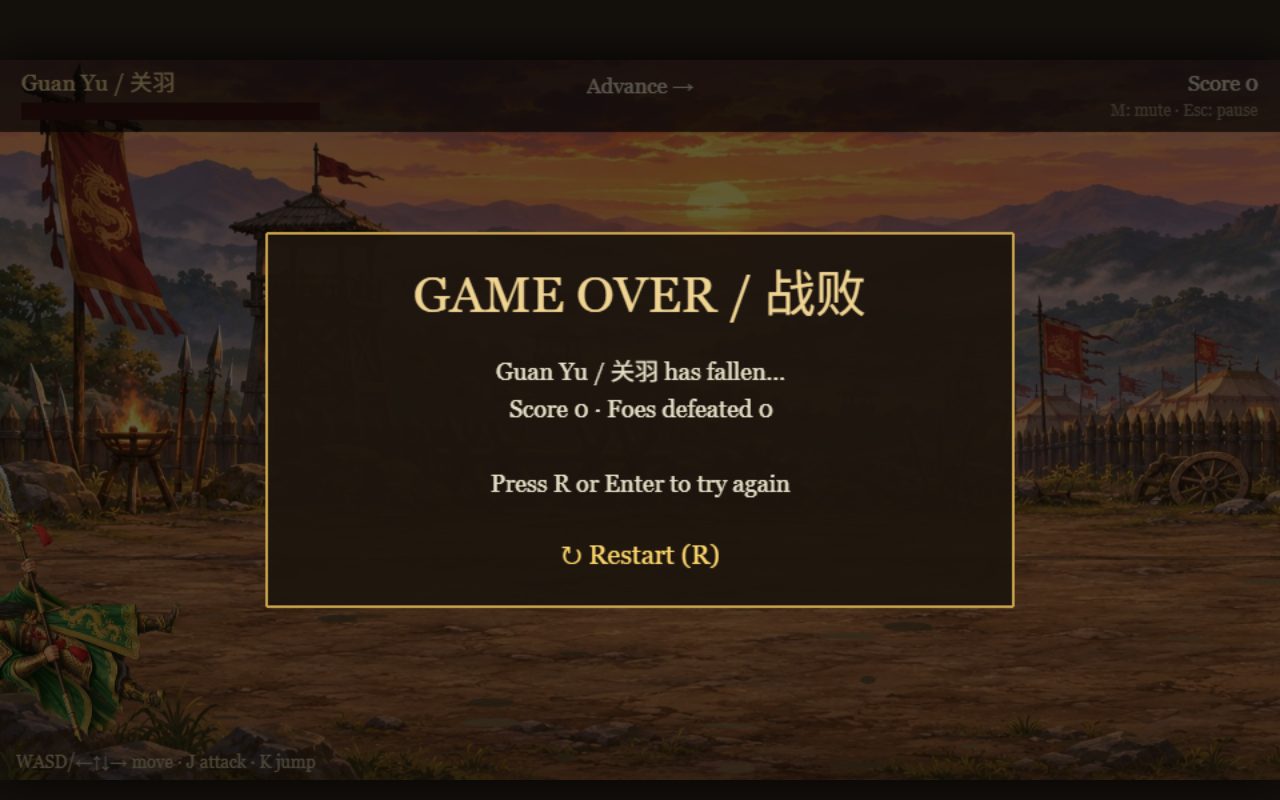 Guan Yu / 关羽
Advance →
Score 0
M: mute · Esc: pause
GAME OVER / 战败
Guan Yu / 关羽 has fallen...
Score 0 · Foes defeated 0
Press R or Enter to try again
↻ Restart (R)
WASD/←↑↓→ move · J attack · K jump